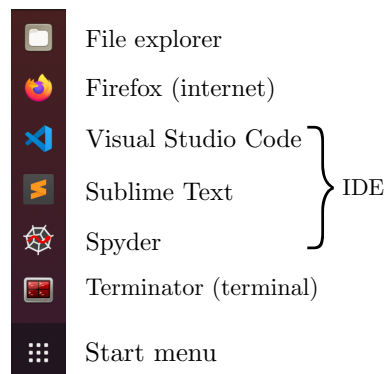 File explorer
Firefox (internet)
Visual Studio Code
Sublime Text
IDE
Spyder
Terminator (terminal)
Start menu